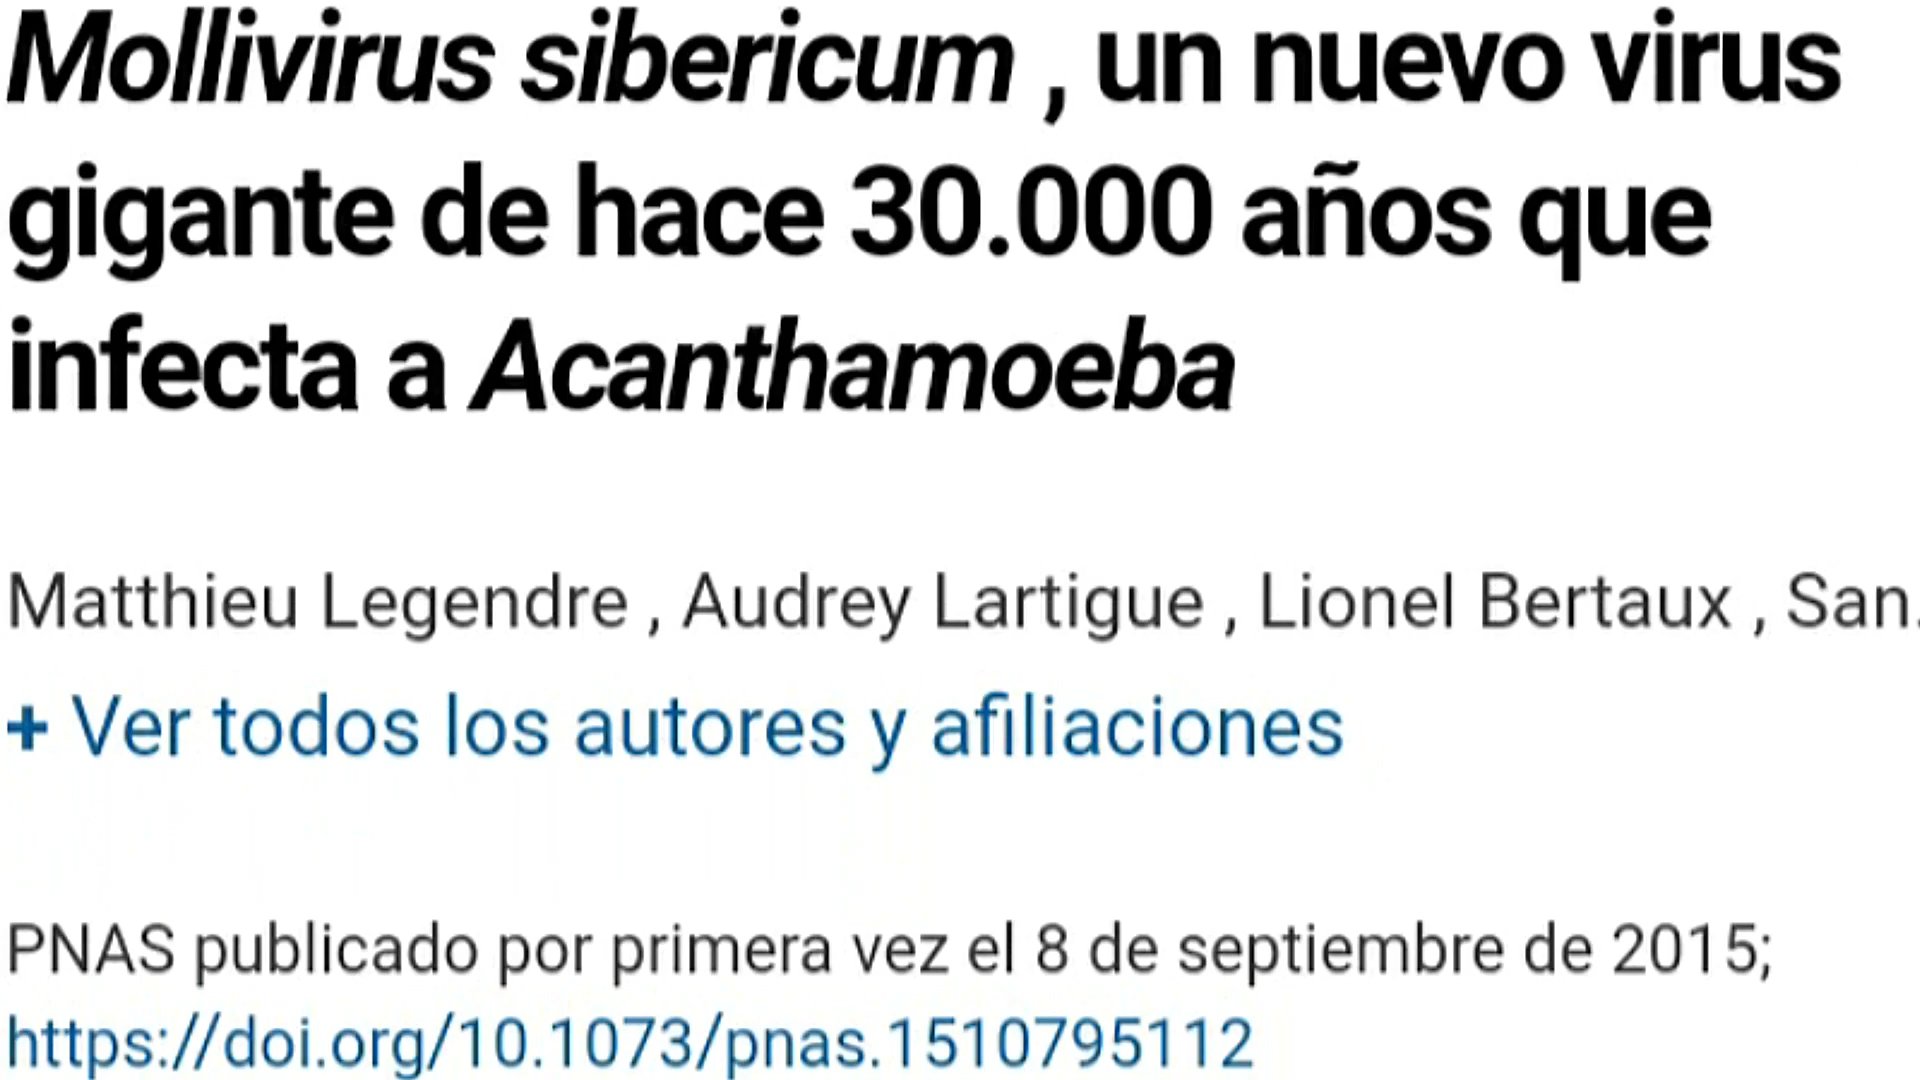 Mollivirus sibericum , un nuevo virus
gigante de hace 30.000 años que
infecta a Acanthamoeba
Matthieu Legendre , Audrey Lartigue , Lionel Bertaux , San.
+ Ver todos los autores y afiliaciones
PNAS publicado por primera vez el 8 de septiembre de 2015;
https://doi.org/10.1073/pnas.1510795112